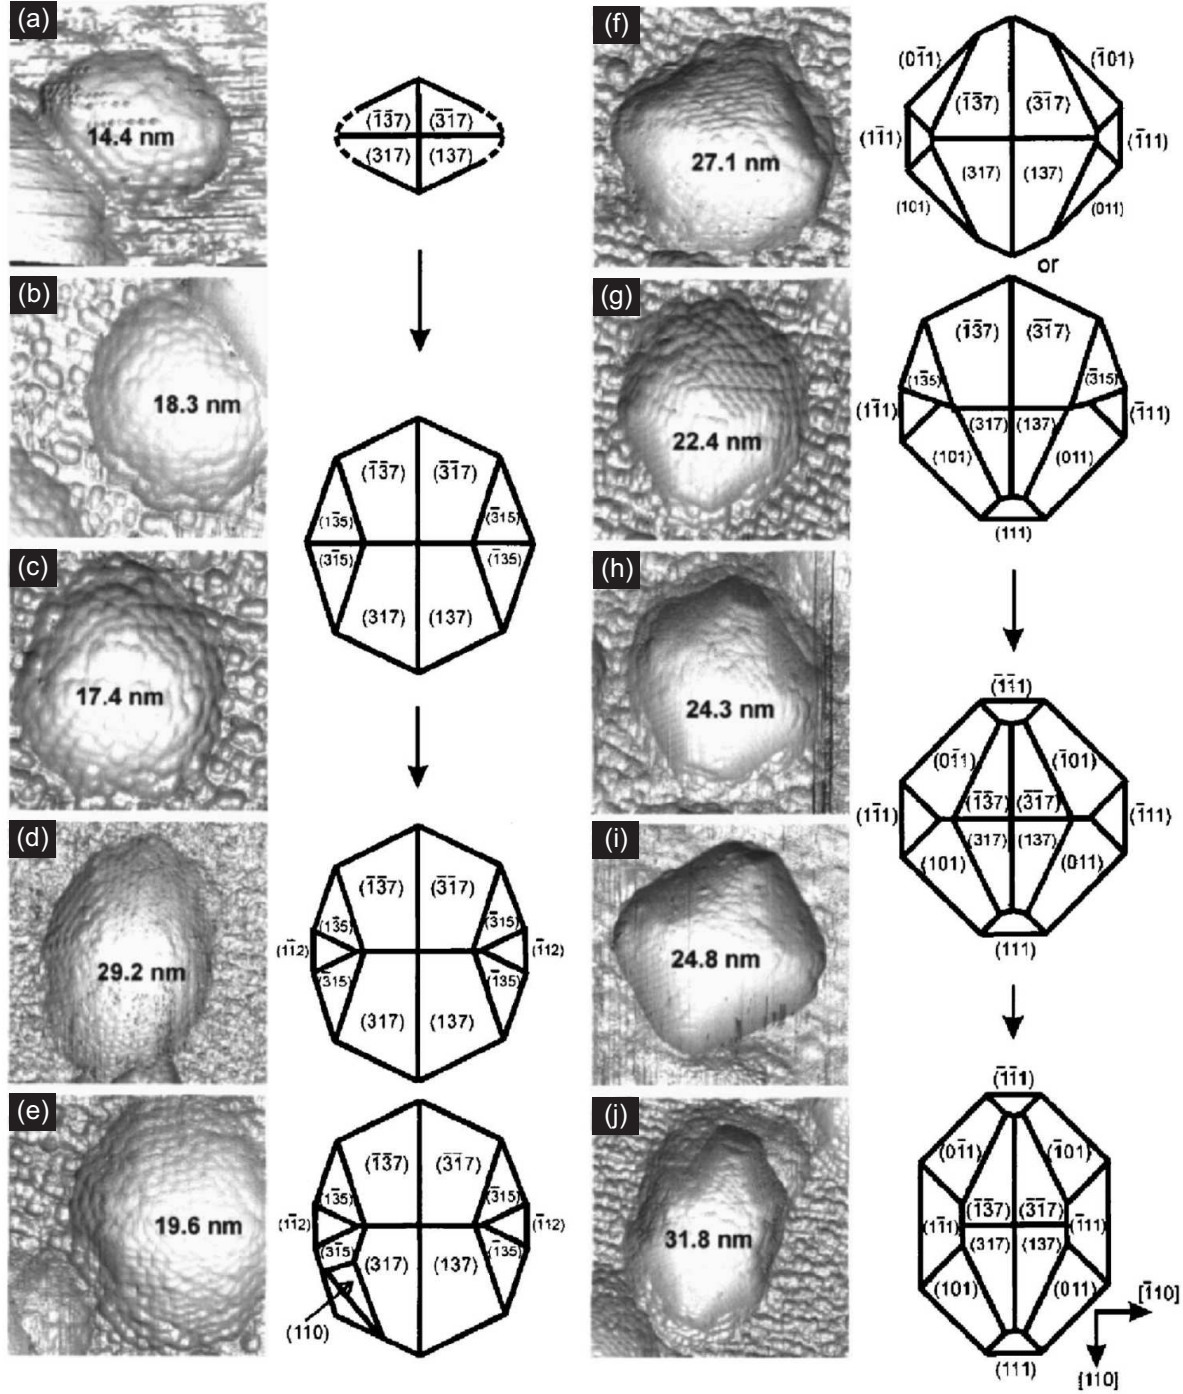 (a)
14.4 nm
(1̄3̄7) (3̄1̄7)
(317) (137)
(b)
18.3 nm
(1̄3̄7) (3̄1̄7)
(13̄5) (3̄15)
(31̄5) (1̄35)
(317) (137)
(c)
17.4 nm
(d)
29.2 nm
(1̄3̄7) (3̄1̄7)
(13̄5) (3̄15)
(11̄2) (1̄12)
(3̄15) (1̄35)
(317) (137)
(e)
19.6 nm
(1̄3̄7) (3̄1̄7)
(13̄5) (3̄15)
(11̄2) (1̄12)
(31̄5) (1̄35)
(317) (137)
(110)
(f)
27.1 nm
(01̄1) (1̄01)
(1̄3̄7) (3̄1̄7)
(11̄1) (1̄11)
(317) (137)
(101) (011)
or
(g)
22.4 nm
(1̄3̄7) (3̄1̄7)
(13̄5) (3̄15)
(11̄1) (1̄11)
(317) (137)
(101) (011)
(111)
(h)
24.3 nm
(1̄1̄1)
(01̄1) (1̄01)
(1̄3̄7) (3̄1̄7)
(11̄1) (1̄11)
(317) (137)
(101) (011)
(111)
(i)
24.8 nm
(j)
31.8 nm
(1̄1̄1)
(01̄1) (1̄01)
(1̄3̄7) (3̄1̄7)
(11̄1) (1̄11)
(317) (137)
(101) (011)
(111)
[1̄10]
[110]